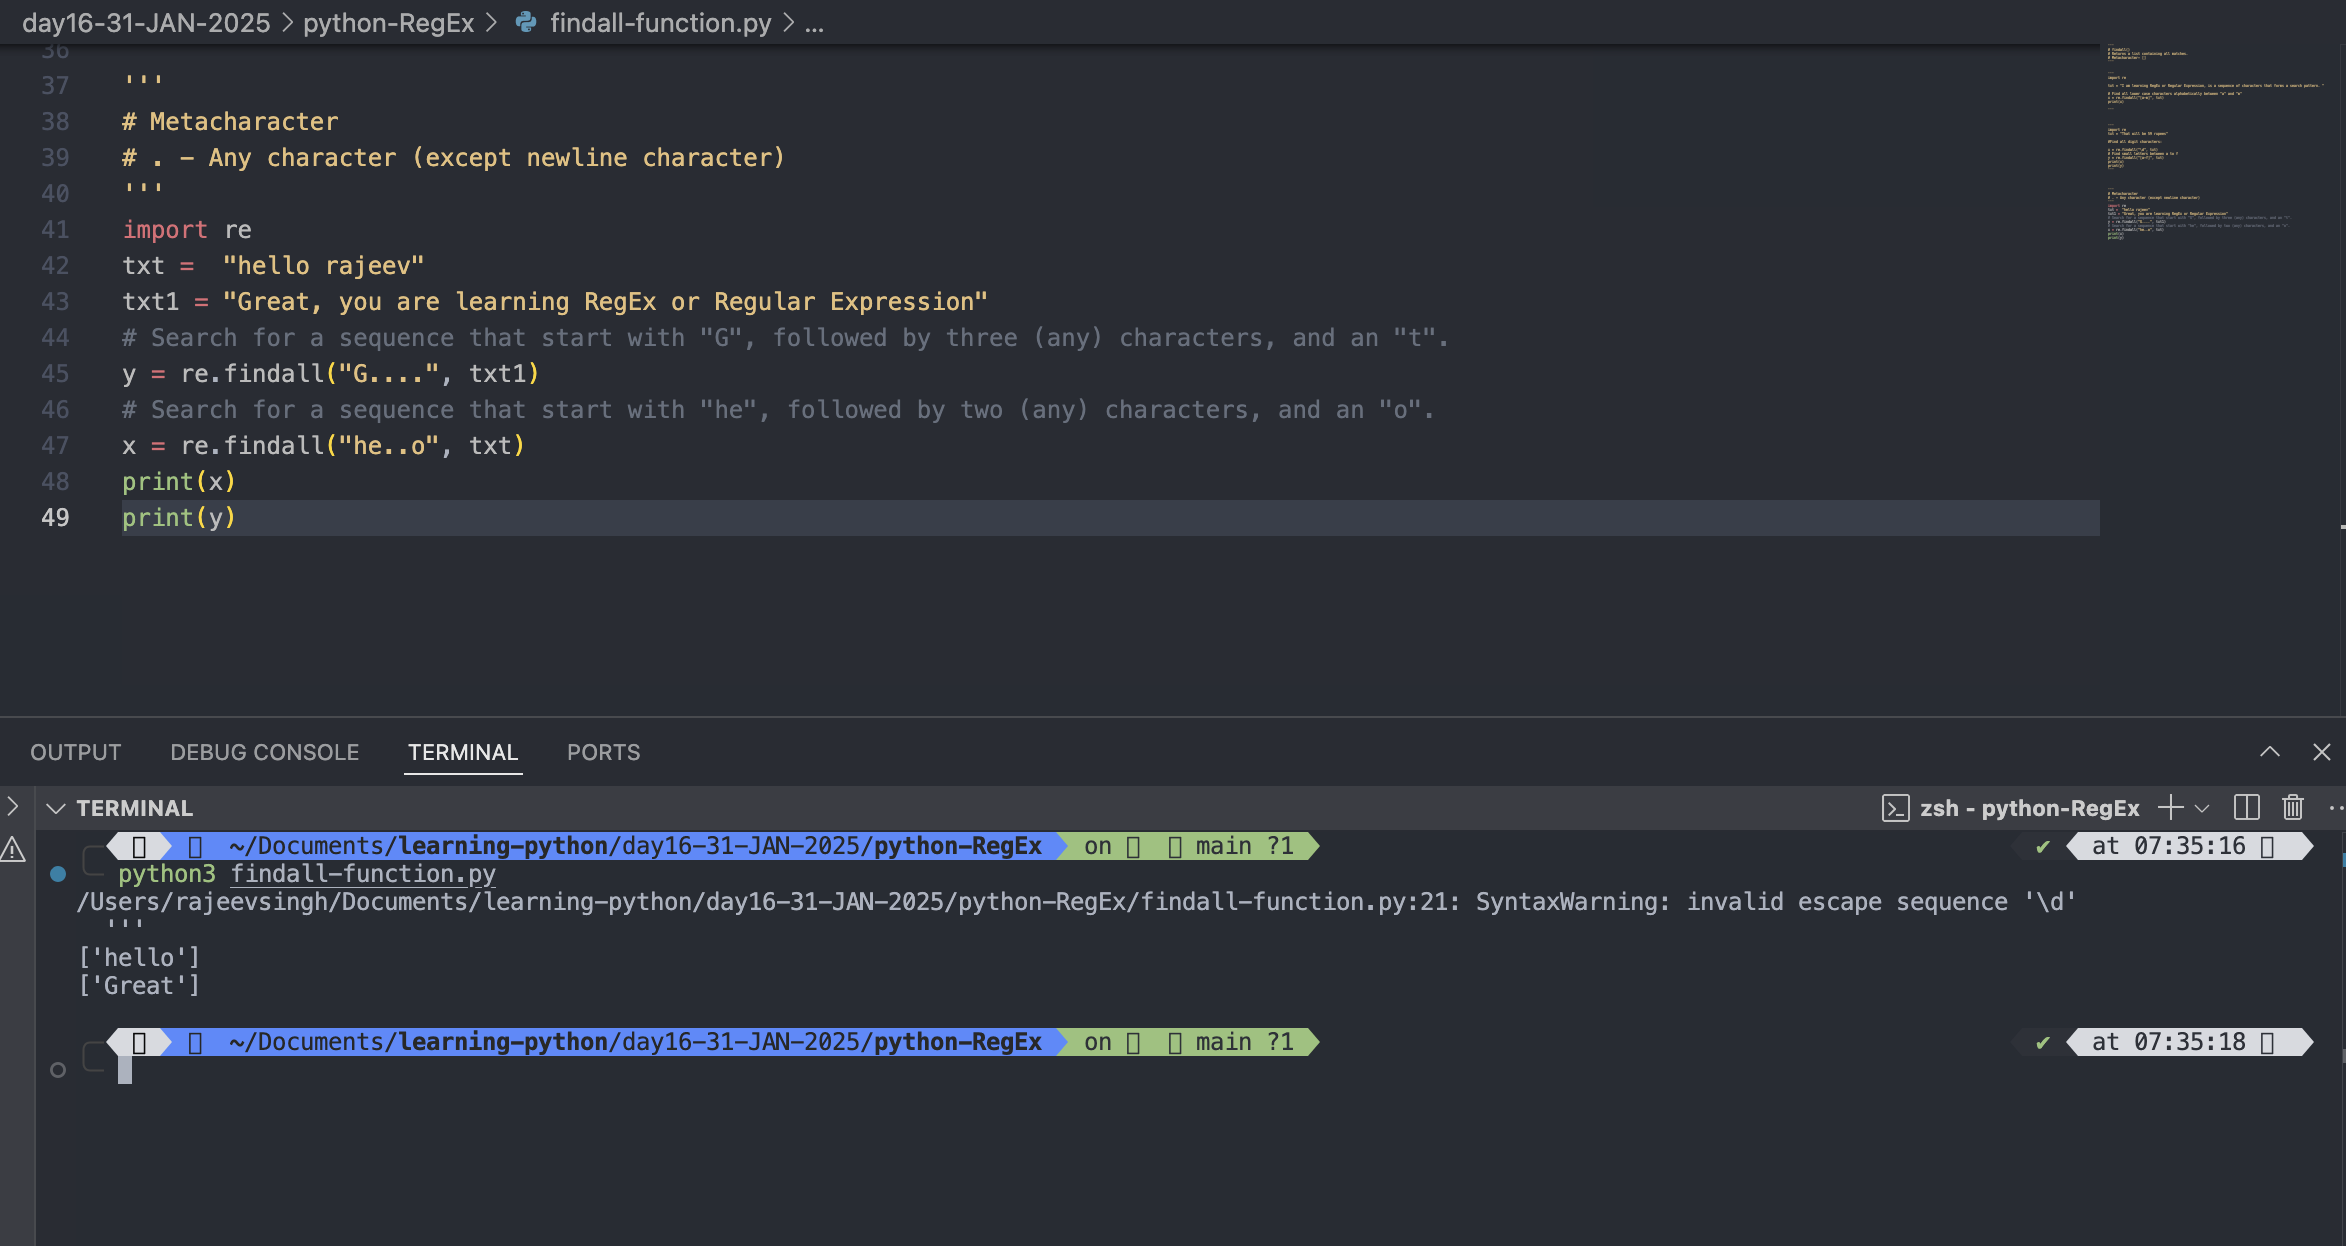 day16-31-JAN-2025 > python-RegEx > findall-function.py > ...
36
37 '''
38 # Metacharacter
39 # . - Any character (except newline character)
40 '''
41 import re
42 txt =  "hello rajeev"
43 txt1 = "Great, you are learning RegEx or Regular Expression"
44 # Search for a sequence that start with "G", followed by three (any) characters, and an "t".
45 y = re.findall("G....", txt1)
46 # Search for a sequence that start with "he", followed by two (any) characters, and an "o".
47 x = re.findall("he..o", txt)
48 print(x)
49 print(y)
OUTPUT DEBUG CONSOLE TERMINAL PORTS
TERMINAL zsh - python-RegEx
~/Documents/learning-python/day16-31-JAN-2025/python-RegEx on main ?1 ✔ at 07:35:16
python3 findall-function.py
/Users/rajeevsingh/Documents/learning-python/day16-31-JAN-2025/python-RegEx/findall-function.py:21: SyntaxWarning: invalid escape sequence '\d'
'''
['hello']
['Great']
~/Documents/learning-python/day16-31-JAN-2025/python-RegEx on main ?1 ✔ at 07:35:18